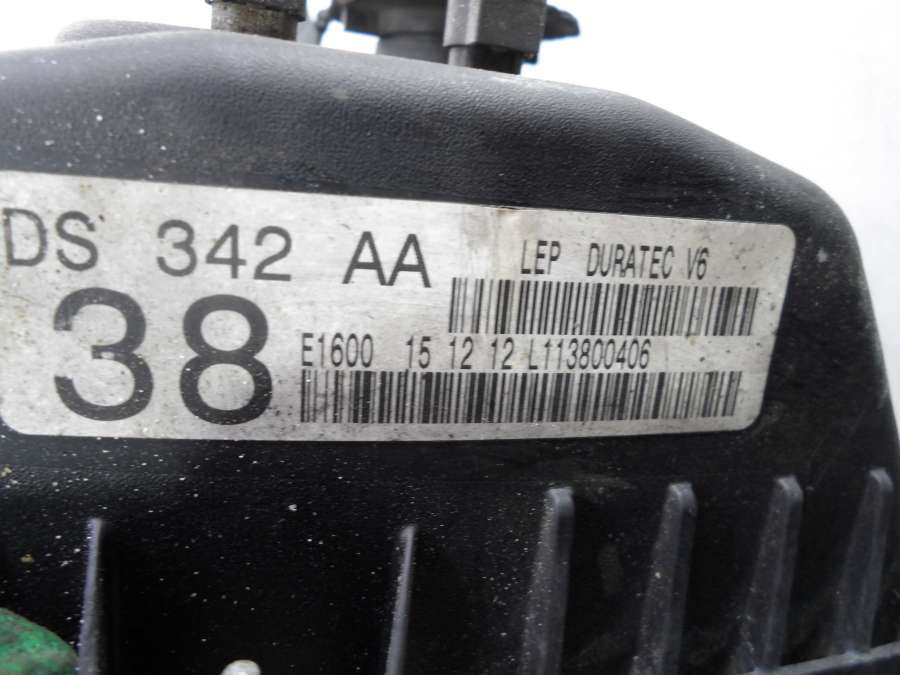 DS 342 AA
LEP DURATEC V6
38
E1600 15 12 12 L113800406